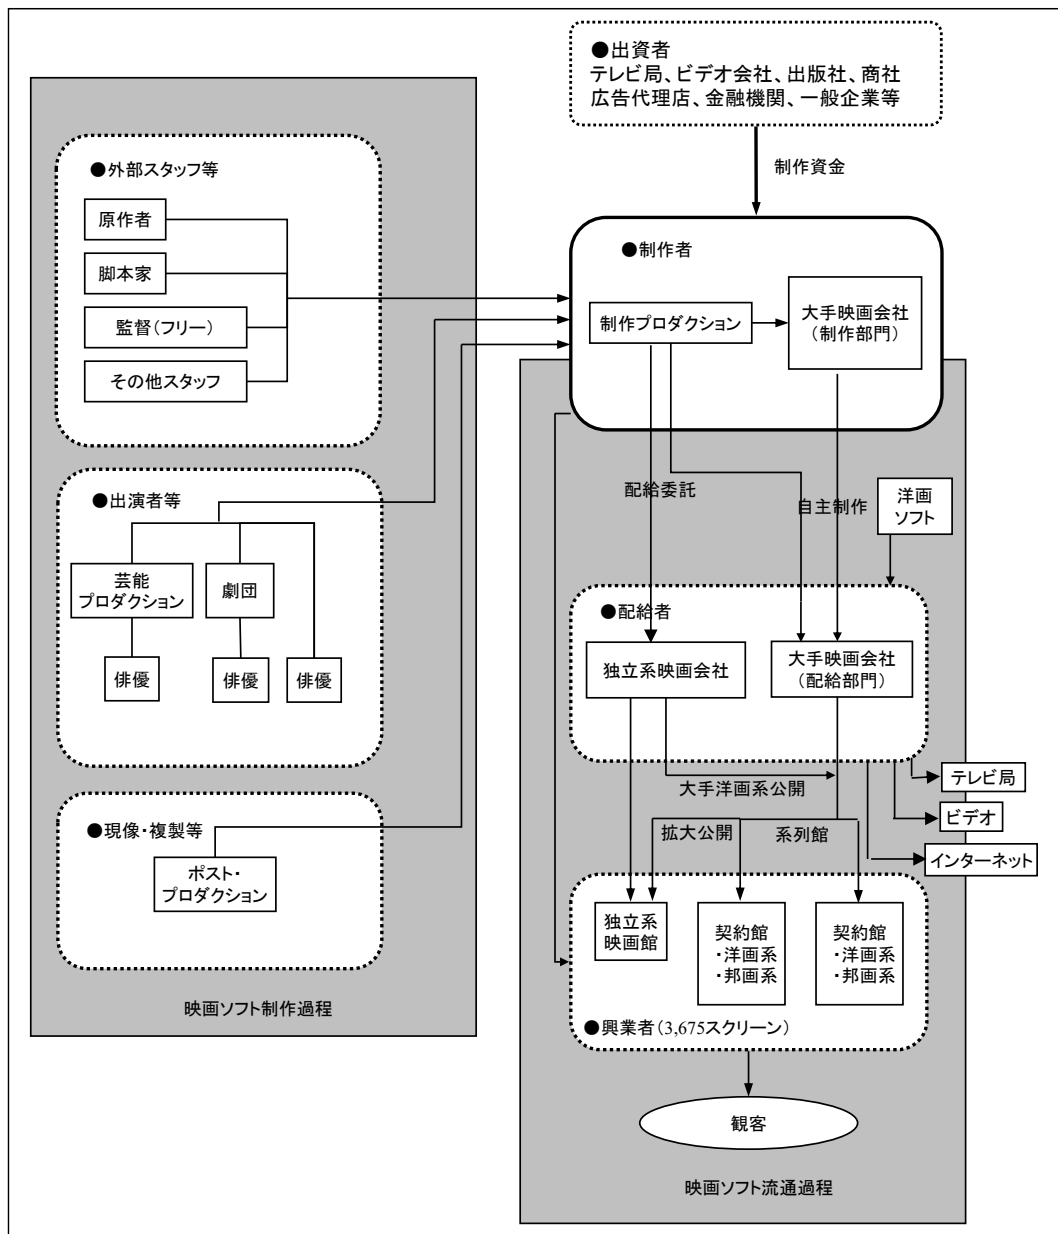 ●出資者
テレビ局、ビデオ会社、出版社、商社
広告代理店、金融機関、一般企業等
制作資金
●外部スタッフ等
原作者
脚本家
監督(フリー)
その他スタッフ
●出演者等
芸能
プロダクション
劇団
俳優
俳優
俳優
●現像・複製等
ポスト・
プロダクション
映画ソフト制作過程
●制作者
制作プロダクション
大手映画会社
(制作部門)
配給委託
自主制作
洋画
ソフト
●配給者
独立系映画会社
大手映画会社
(配給部門)
大手洋画系公開
テレビ局
ビデオ
インターネット
拡大公開
系列館
独立系
映画館
契約館
・洋画系
・邦画系
契約館
・洋画系
・邦画系
●興業者(3,675スクリーン)
観客
映画ソフト流通過程